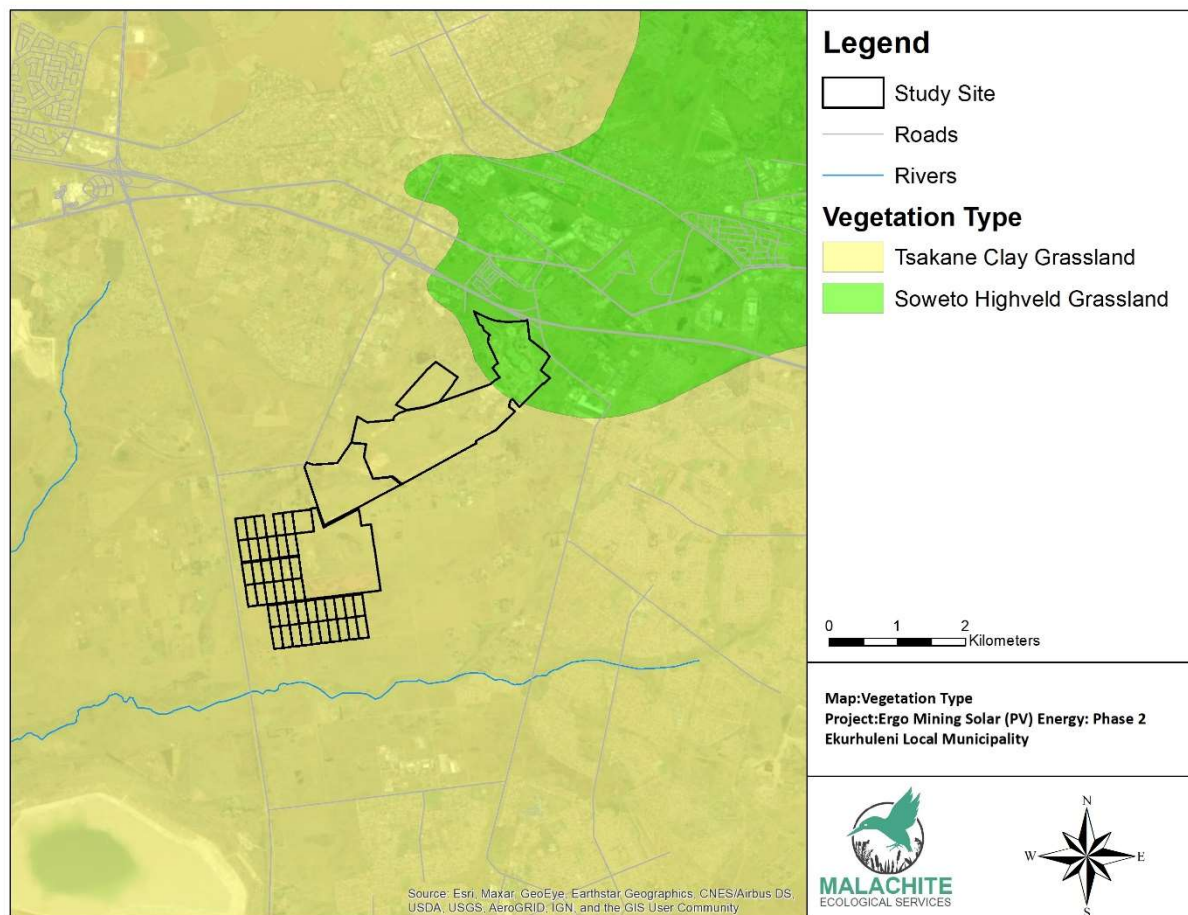 Legend
Study Site
Roads
Rivers
Vegetation Type
Tsakane Clay Grassland
Soweto Highveld Grassland
0 1 2
Kilometers
Map:Vegetation Type
Project:Ergo Mining Solar (PV) Energy: Phase 2
Ekurhuleni Local Municipality
MALACHITE
ECOLOGICAL SERVICES
N
W E
S
Source: Esri, Maxar, GeoEye, Earthstar Geographics, CNES/Airbus DS,
USDA, USGS, AeroGRID, IGN, and the GIS User Community